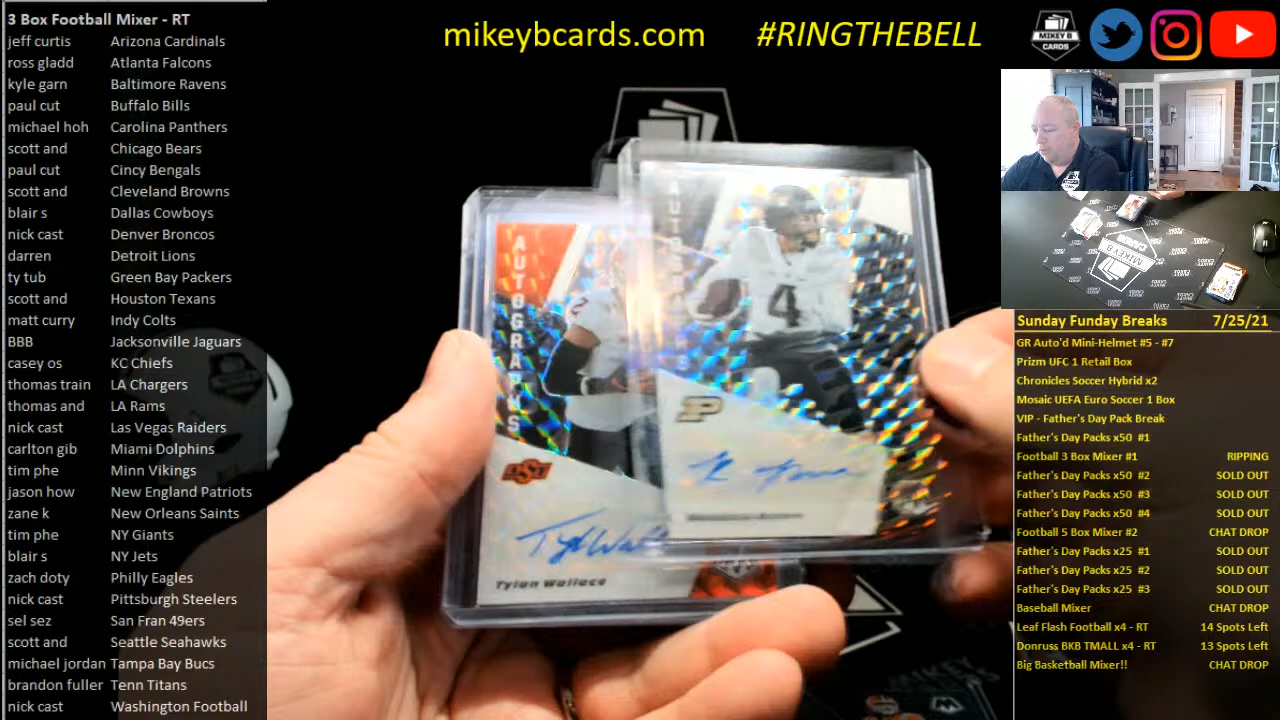 3 Box Football Mixer - RT
jeff curtis Arizona Cardinals
ross gladd Atlanta Falcons
kyle garn Baltimore Ravens
paul cut Buffalo Bills
michael hoh Carolina Panthers
scott and Chicago Bears
paul cut Cincy Bengals
scott and Cleveland Browns
blair s Dallas Cowboys
nick cast Denver Broncos
darren Detroit Lions
ty tub Green Bay Packers
scott and Houston Texans
matt curry Indy Colts
BBB Jacksonville Jaguars
casey os KC Chiefs
thomas train LA Chargers
thomas and LA Rams
nick cast Las Vegas Raiders
carlton gib Miami Dolphins
tim phe Minn Vikings
jason how New England Patriots
zane k New Orleans Saints
tim phe NY Giants
blair s NY Jets
zach doty Philly Eagles
nick cast Pittsburgh Steelers
sel sez San Fran 49ers
scott and Seattle Seahawks
michael jordan Tampa Bay Bucs
brandon fuller Tenn Titans
nick cast Washington Football
mikeybcards.com #RINGTHEBELL
MIKEY B
CARDS
AUTOGRAPHS
Tylan Wallace
4
P
MIKEY B
CARDS
Sunday Funday Breaks 7/25/21
GR Auto'd Mini-Helmet #5 - #7
Prizm UFC 1 Retail Box
Chronicles Soccer Hybrid x2
Mosaic UEFA Euro Soccer 1 Box
VIP - Father's Day Pack Break
Father's Day Packs x50 #1
Football 3 Box Mixer #1 RIPPING
Father's Day Packs x50 #2 SOLD OUT
Father's Day Packs x50 #3 SOLD OUT
Father's Day Packs x50 #4 SOLD OUT
Football 5 Box Mixer #2 CHAT DROP
Father's Day Packs x25 #1 SOLD OUT
Father's Day Packs x25 #2 SOLD OUT
Father's Day Packs x25 #3 SOLD OUT
Baseball Mixer CHAT DROP
Leaf Flash Football x4 - RT 14 Spots Left
Donruss BKB TMALL x4 - RT 13 Spots Left
Big Basketball Mixer!! CHAT DROP